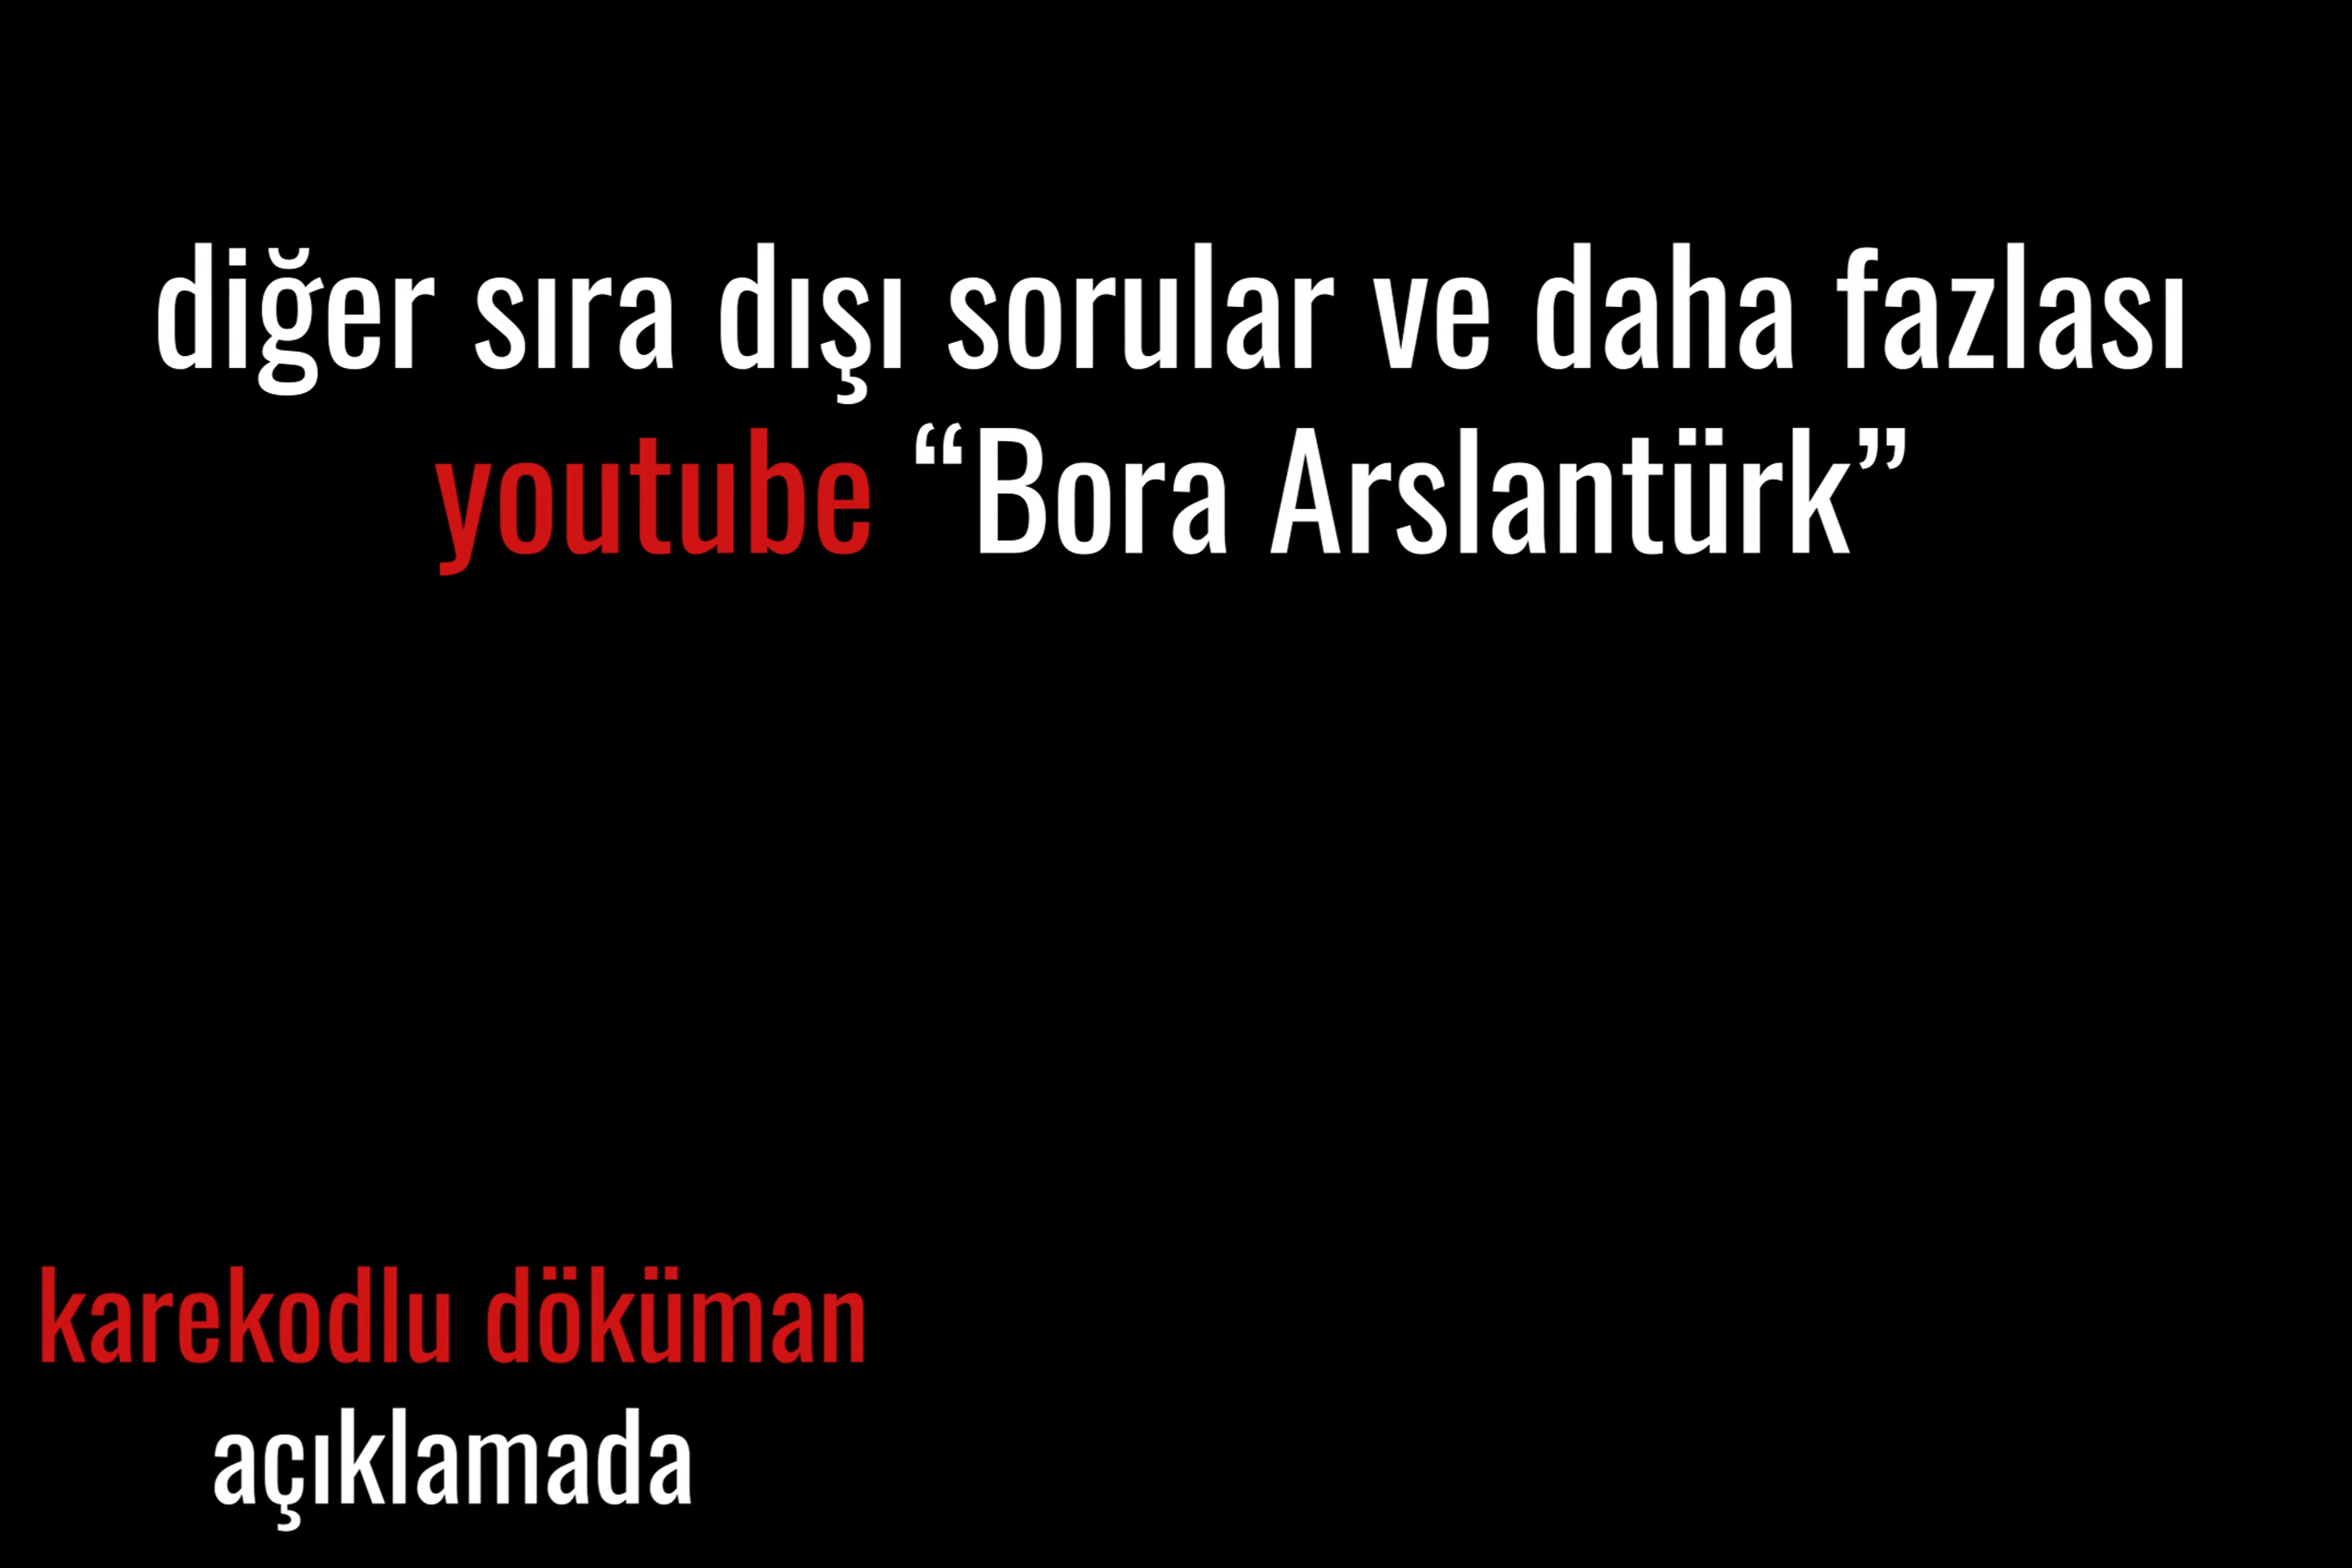 diğer sıra dışı sorular ve daha fazlası
youtube “Bora Arslantürk”
karekodlu döküman
açıklamada